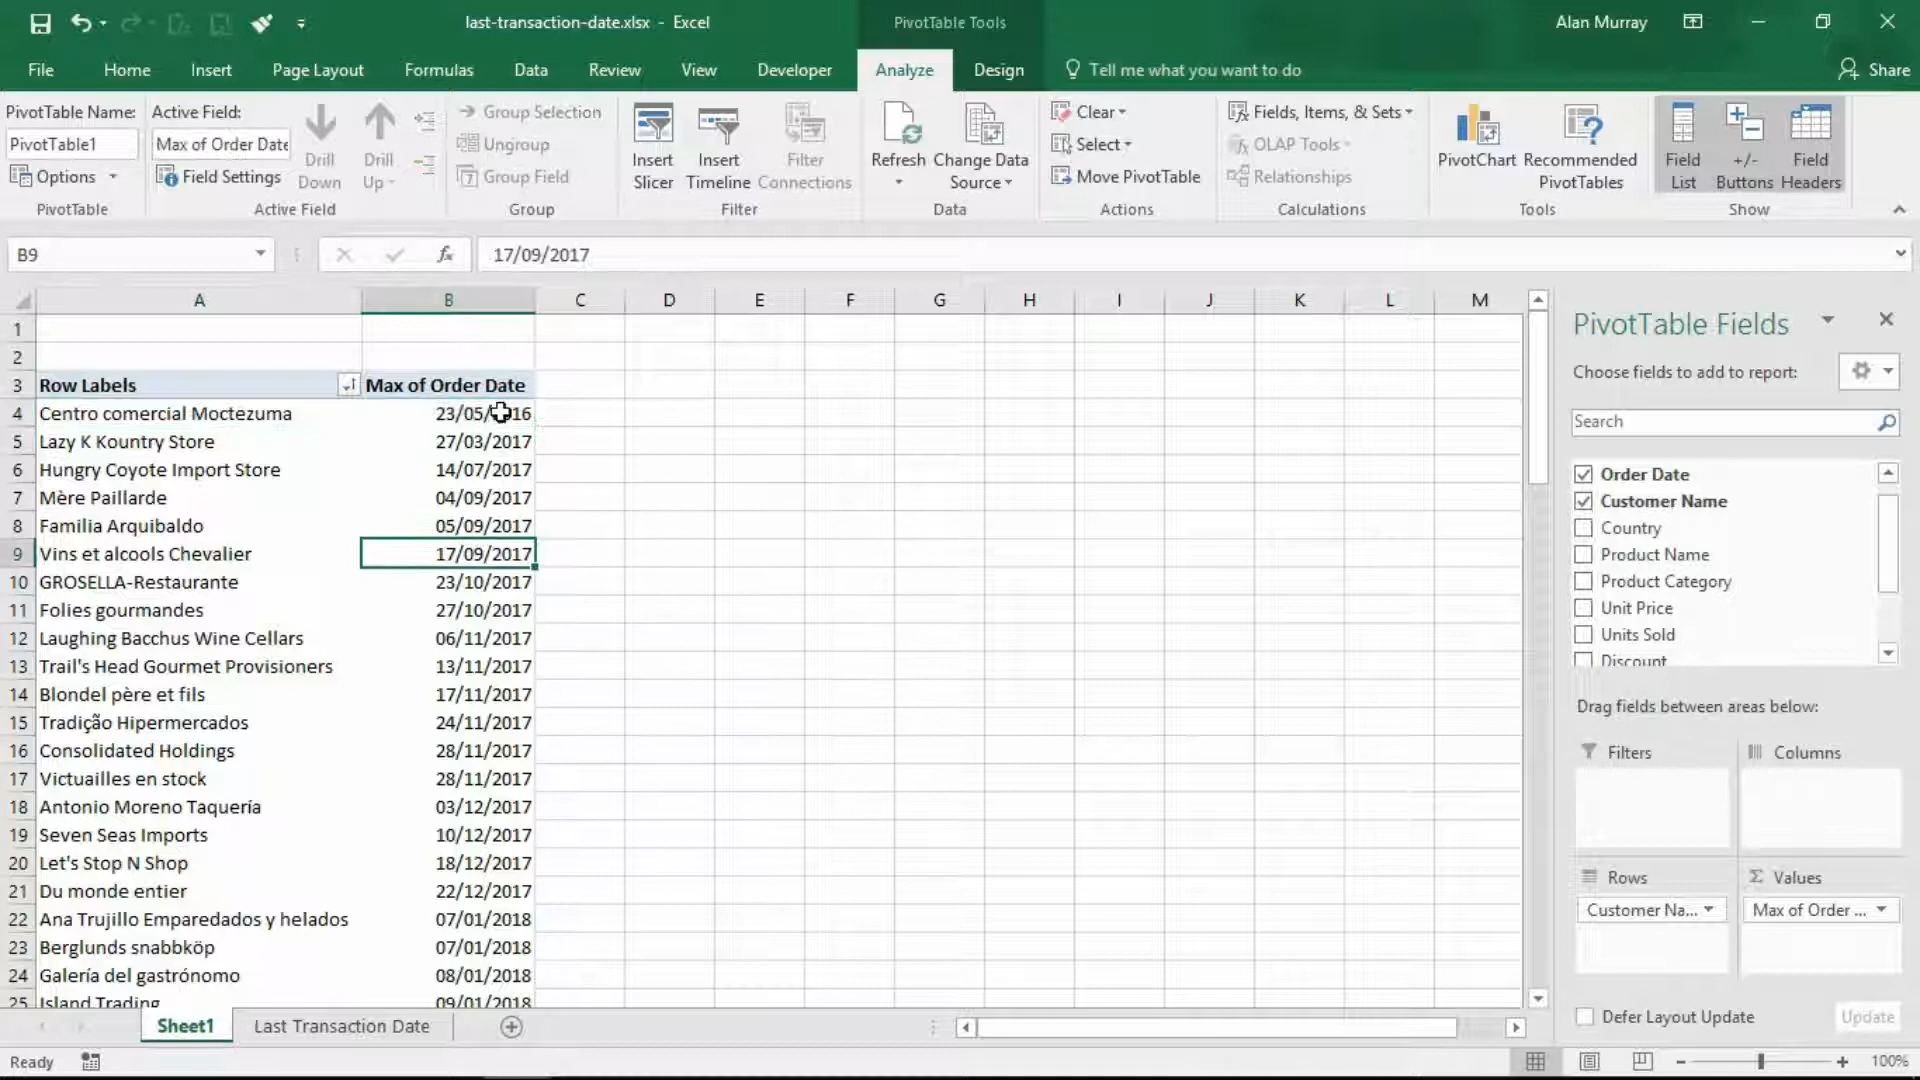 last-transaction-date.xlsx - Excel
PivotTable Tools
Alan Murray
File Home Insert Page Layout Formulas Data Review View Developer Analyze Design Tell me what you want to do Share
PivotTable Name:
PivotTable1
Options
PivotTable
Active Field:
Max of Order Date
Field Settings
Drill Down
Drill Up
Active Field
Group Selection
Ungroup
Group Field
Group
Insert Slicer
Insert Timeline
Filter Connections
Filter
Refresh
Change Data Source
Data
Clear
Select
Move PivotTable
Actions
Fields, Items, & Sets
OLAP Tools
Relationships
Calculations
PivotChart
Recommended PivotTables
Tools
Field List
+/- Buttons
Field Headers
Show
B9 fx 17/09/2017
A B C D E F G H I J K L M
1
2
3 Row Labels Max of Order Date
4 Centro comercial Moctezuma 23/05/ 16
5 Lazy K Kountry Store 27/03/2017
6 Hungry Coyote Import Store 14/07/2017
7 Mère Paillarde 04/09/2017
8 Familia Arquibaldo 05/09/2017
9 Vins et alcools Chevalier 17/09/2017
10 GROSELLA-Restaurante 23/10/2017
11 Folies gourmandes 27/10/2017
12 Laughing Bacchus Wine Cellars 06/11/2017
13 Trail's Head Gourmet Provisioners 13/11/2017
14 Blondel père et fils 17/11/2017
15 Tradição Hipermercados 24/11/2017
16 Consolidated Holdings 28/11/2017
17 Victuailles en stock 28/11/2017
18 Antonio Moreno Taquería 03/12/2017
19 Seven Seas Imports 10/12/2017
20 Let's Stop N Shop 18/12/2017
21 Du monde entier 22/12/2017
22 Ana Trujillo Emparedados y helados 07/01/2018
23 Berglunds snabbköp 07/01/2018
24 Galería del gastrónomo 08/01/2018
25 Island Trading 09/01/2018
PivotTable Fields
Choose fields to add to report:
Search
Order Date
Customer Name
Country
Product Name
Product Category
Unit Price
Units Sold
Discount
Drag fields between areas below:
Filters
Columns
Rows
Values
Customer Na...
Max of Order ...
Defer Layout Update
Update
Sheet1 Last Transaction Date
Ready
100%